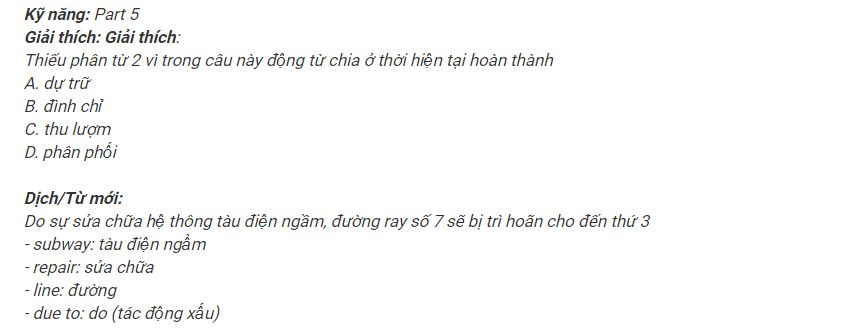 Kỹ năng: Part 5
Giải thích: Giải thích:
Thiếu phân từ 2 vì trong câu này động từ chia ở thời hiện tại hoàn thành
A. dự trữ
B. đình chỉ
C. thu lượm
D. phân phối
Dịch/Từ mới:
Do sự sửa chữa hệ thông tàu điện ngầm, đường ray số 7 sẽ bị trì hoãn cho đến thứ 3
- subway: tàu điện ngầm
- repair: sửa chữa
- line: đường
- due to: do (tác động xấu)